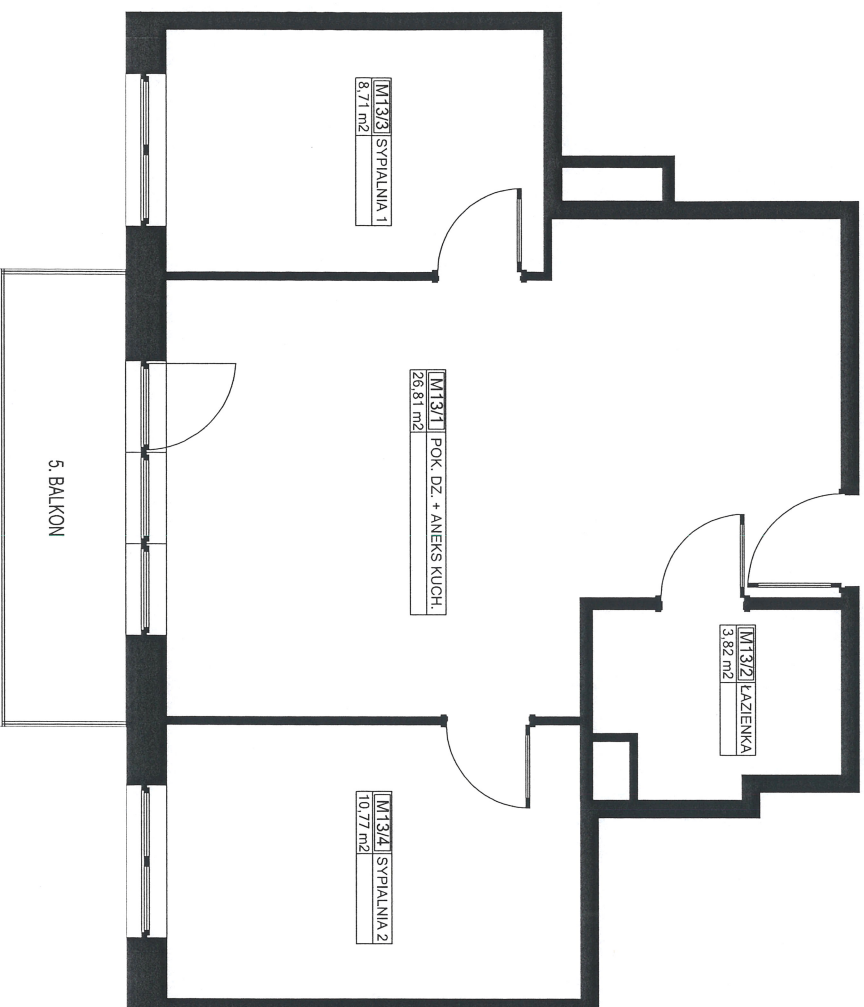 M13/3 SYPIALNIA 1
8,71 m2
M13/1 POK. DZ. + ANEKS KUCH.
26,81 m2
M13/2 ŁAZIENKA
3,82 m2
M13/4 SYPIALNIA 2
10,77 m2
5. BALKON